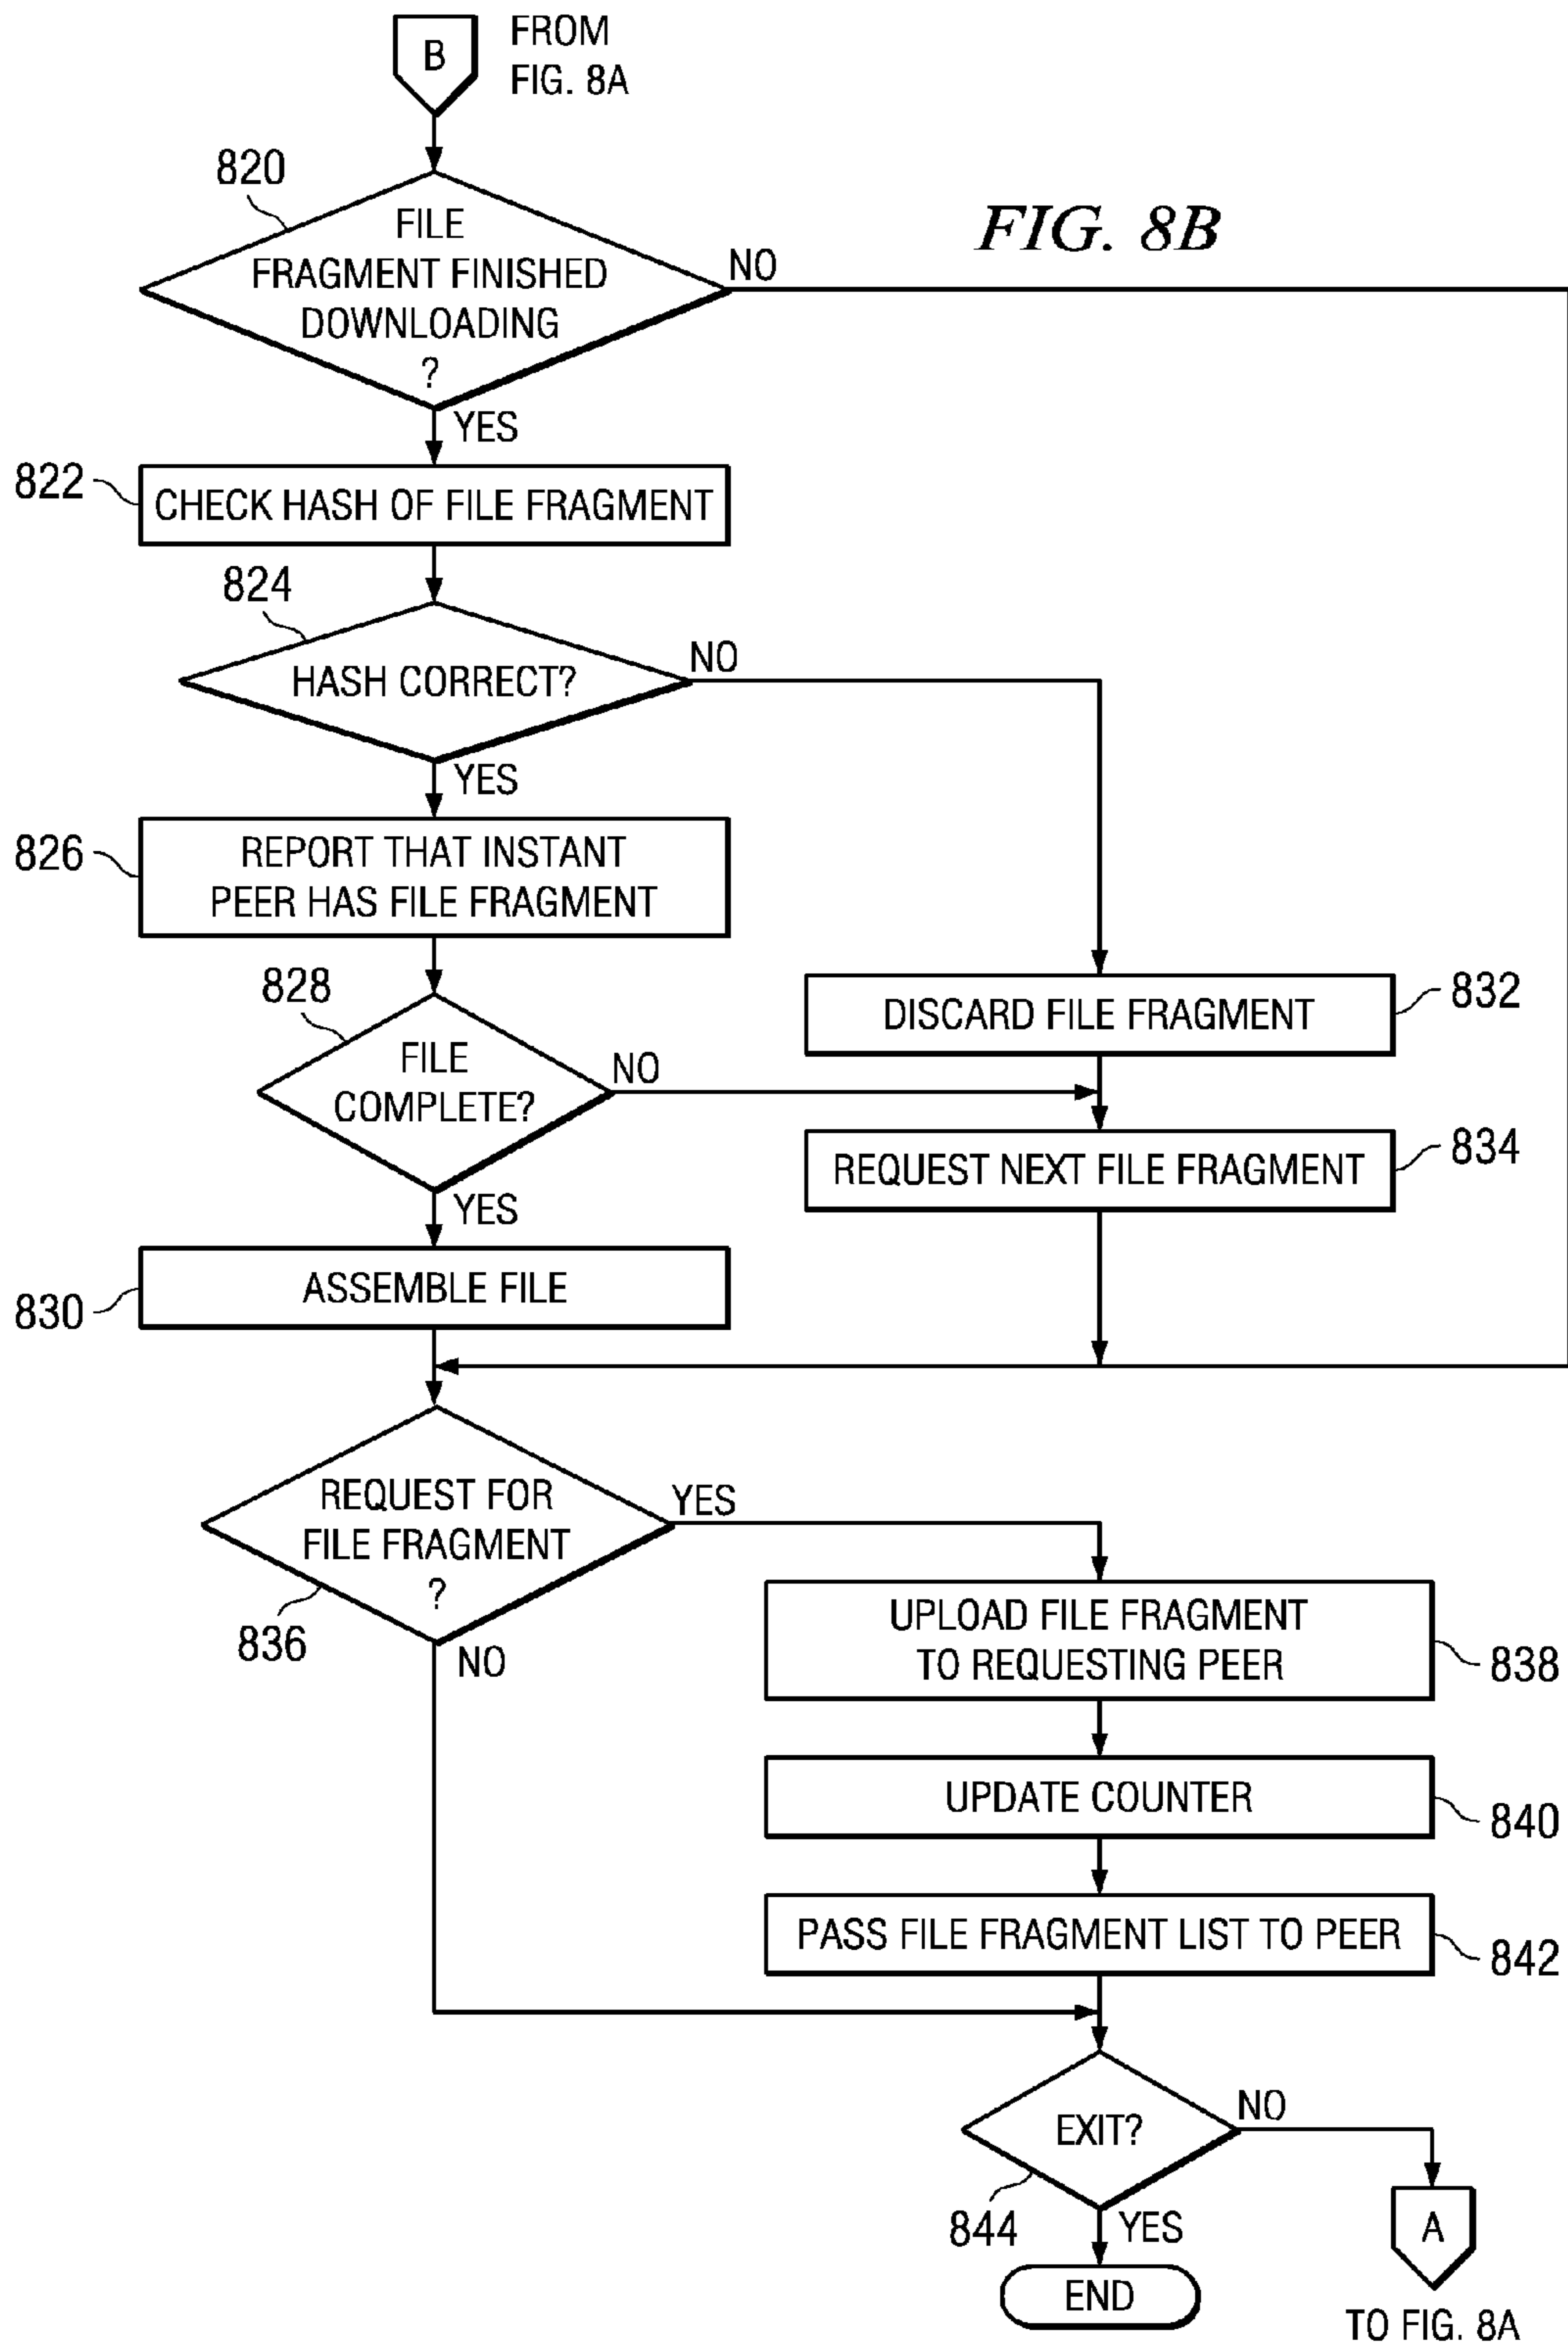 B
FROM
FIG. 8A
820
FIG. 8B
FILE
FRAGMENT FINISHED
DOWNLOADING
?
NO
YES
822
CHECK HASH OF FILE FRAGMENT
824
HASH CORRECT?
NO
YES
826
REPORT THAT INSTANT
PEER HAS FILE FRAGMENT
828
FILE
COMPLETE?
NO
YES
DISCARD FILE FRAGMENT
832
REQUEST NEXT FILE FRAGMENT
834
830
ASSEMBLE FILE
REQUEST FOR
FILE FRAGMENT
?
836
YES
NO
UPLOAD FILE FRAGMENT
TO REQUESTING PEER
838
UPDATE COUNTER
840
PASS FILE FRAGMENT LIST TO PEER
842
EXIT?
844
NO
YES
A
END
TO FIG. 8A